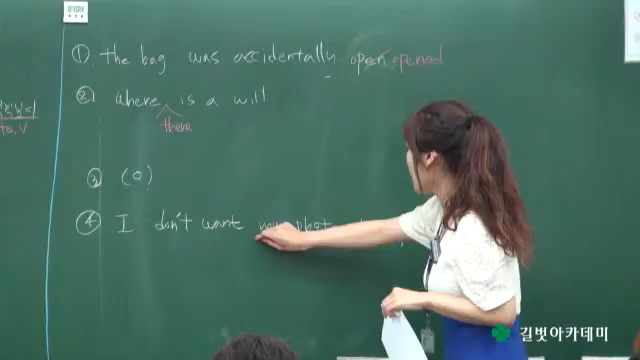 ① the bag was accidentally open opened
② Where is a will
there
to, V
③ (o)
④ I don't want my phot
길벗아카데미